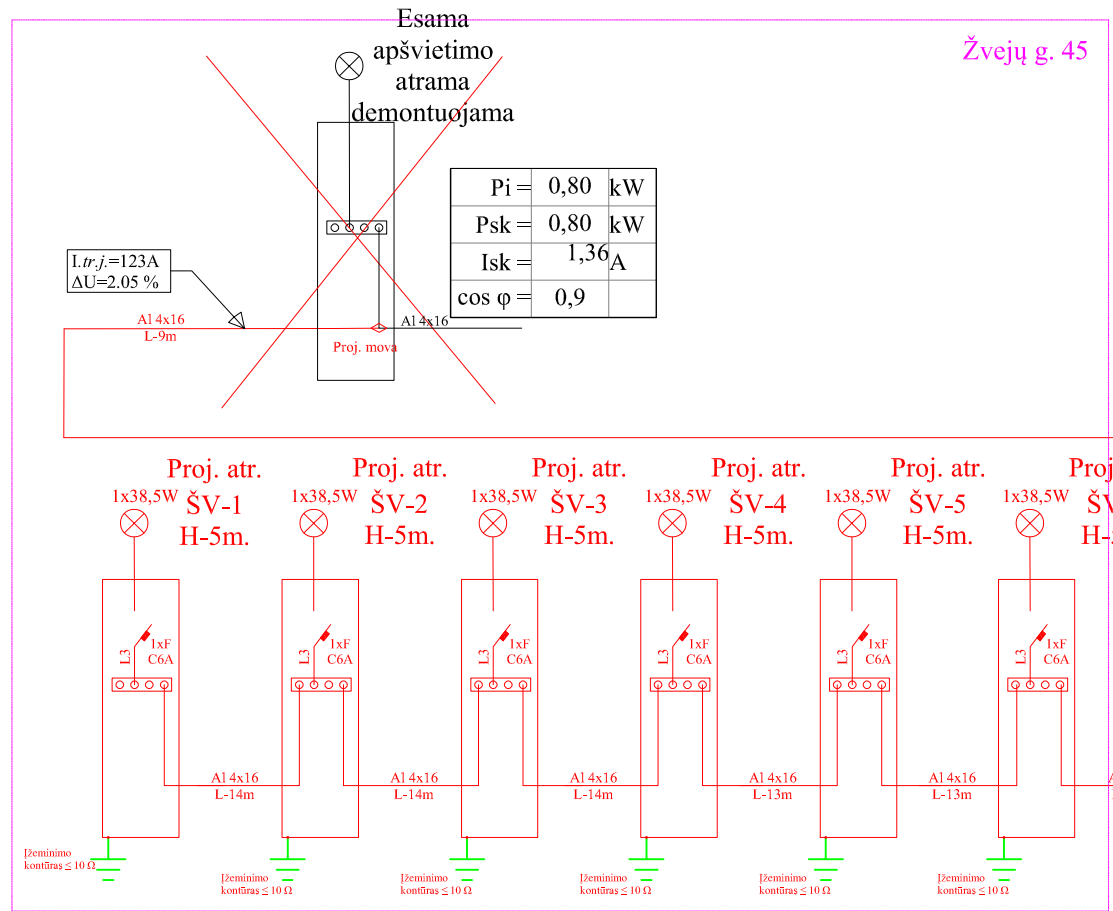 Esama
apšvietimo
atrama
demontuojama
Žvejų g. 45
Pi = 0,80 kW
Psk = 0,80 kW
Isk = 1,36 A
cos φ = 0,9
I.tr.j.=123A
ΔU=2.05 %
Al 4x16
L-9m
Al 4x16
Proj. mova
Proj. atr.
ŠV-1
H-5m.
1x38,5W
Proj. atr.
ŠV-2
H-5m.
1x38,5W
Proj. atr.
ŠV-3
H-5m.
1x38,5W
Proj. atr.
ŠV-4
H-5m.
1x38,5W
Proj. atr.
ŠV-5
H-5m.
1x38,5W
1x38,5W
L3
1xF
C6A
L3
1xF
C6A
L3
1xF
C6A
L3
1xF
C6A
L3
1xF
C6A
L3
1xF
C6A
Al 4x16
L-14m
Al 4x16
L-14m
Al 4x16
L-14m
Al 4x16
L-13m
Al 4x16
L-13m
Įžeminimo
kontūras ≤ 10 Ω
Įžeminimo
kontūras ≤ 10 Ω
Įžeminimo
kontūras ≤ 10 Ω
Įžeminimo
kontūras ≤ 10 Ω
Įžeminimo
kontūras ≤ 10 Ω
Įžeminimo
kontūras ≤ 10 Ω